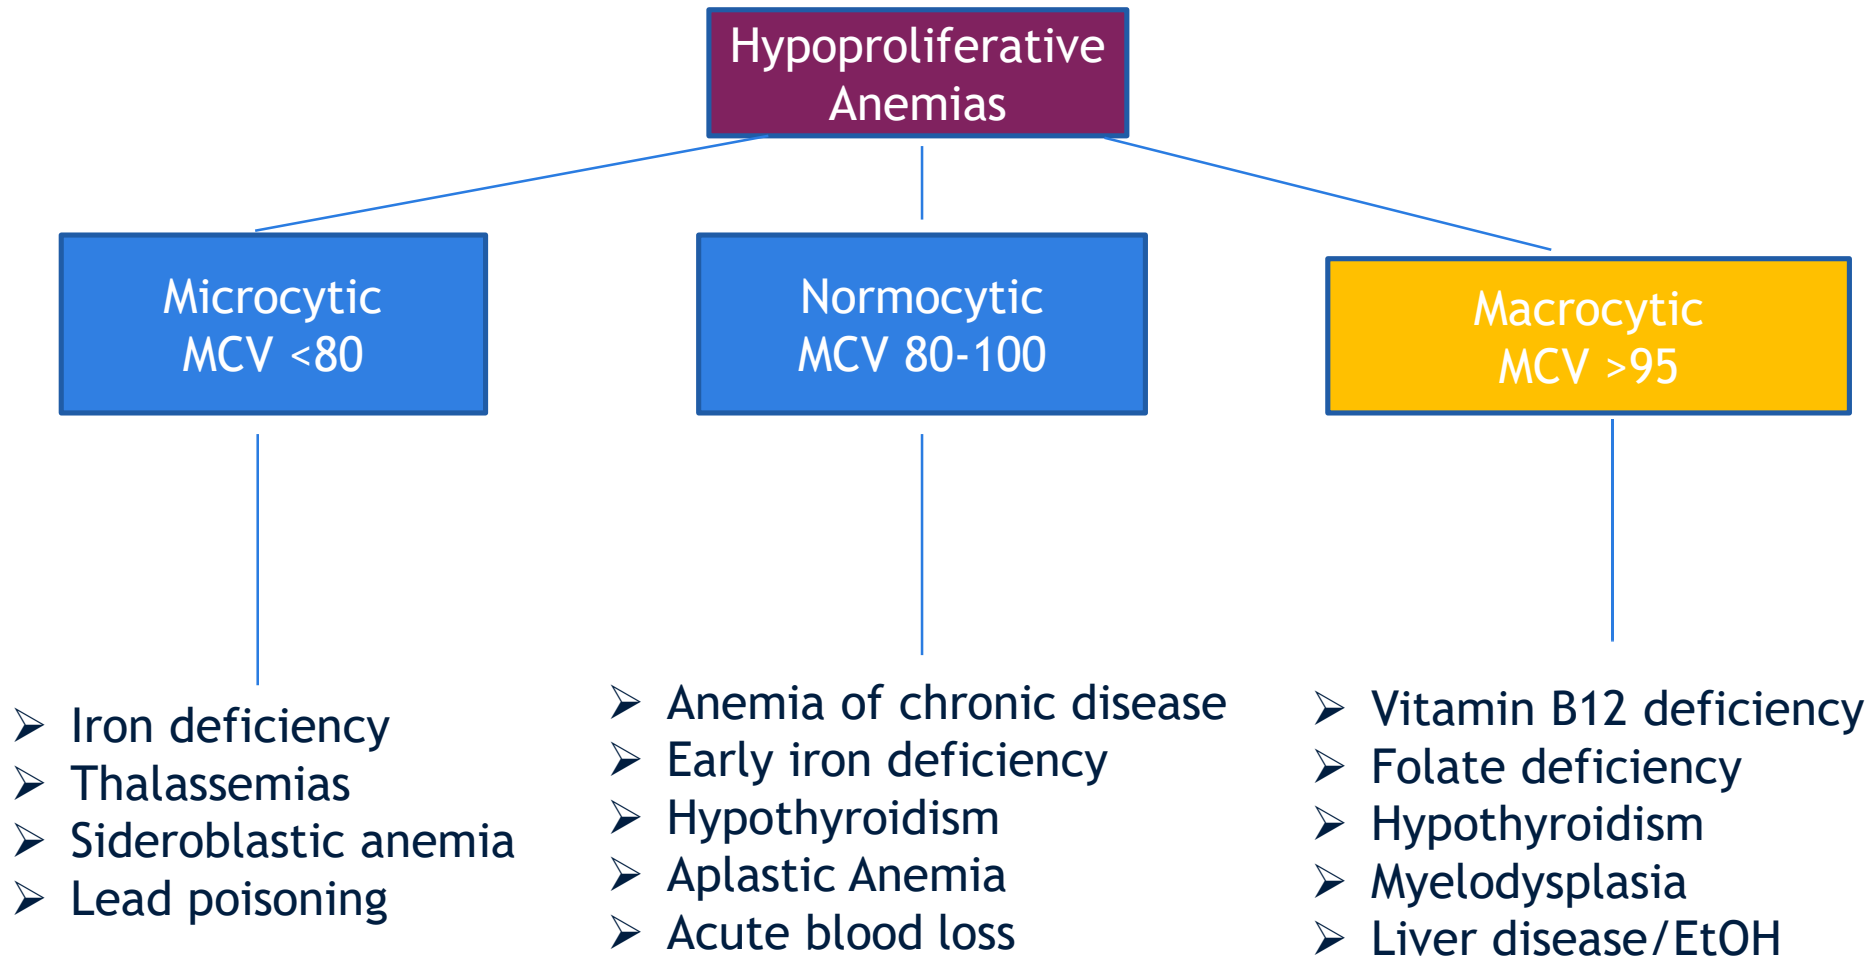 Hypoproliferative
Anemias
Microcytic
MCV <80
Normocytic
MCV 80-100
Macrocytic
MCV >95
➢ Iron deficiency
➢ Thalassemias
➢ Sideroblastic anemia
➢ Lead poisoning
➢ Anemia of chronic disease
➢ Early iron deficiency
➢ Hypothyroidism
➢ Aplastic Anemia
➢ Acute blood loss
➢ Vitamin B12 deficiency
➢ Folate deficiency
➢ Hypothyroidism
➢ Myelodysplasia
➢ Liver disease/EtOH